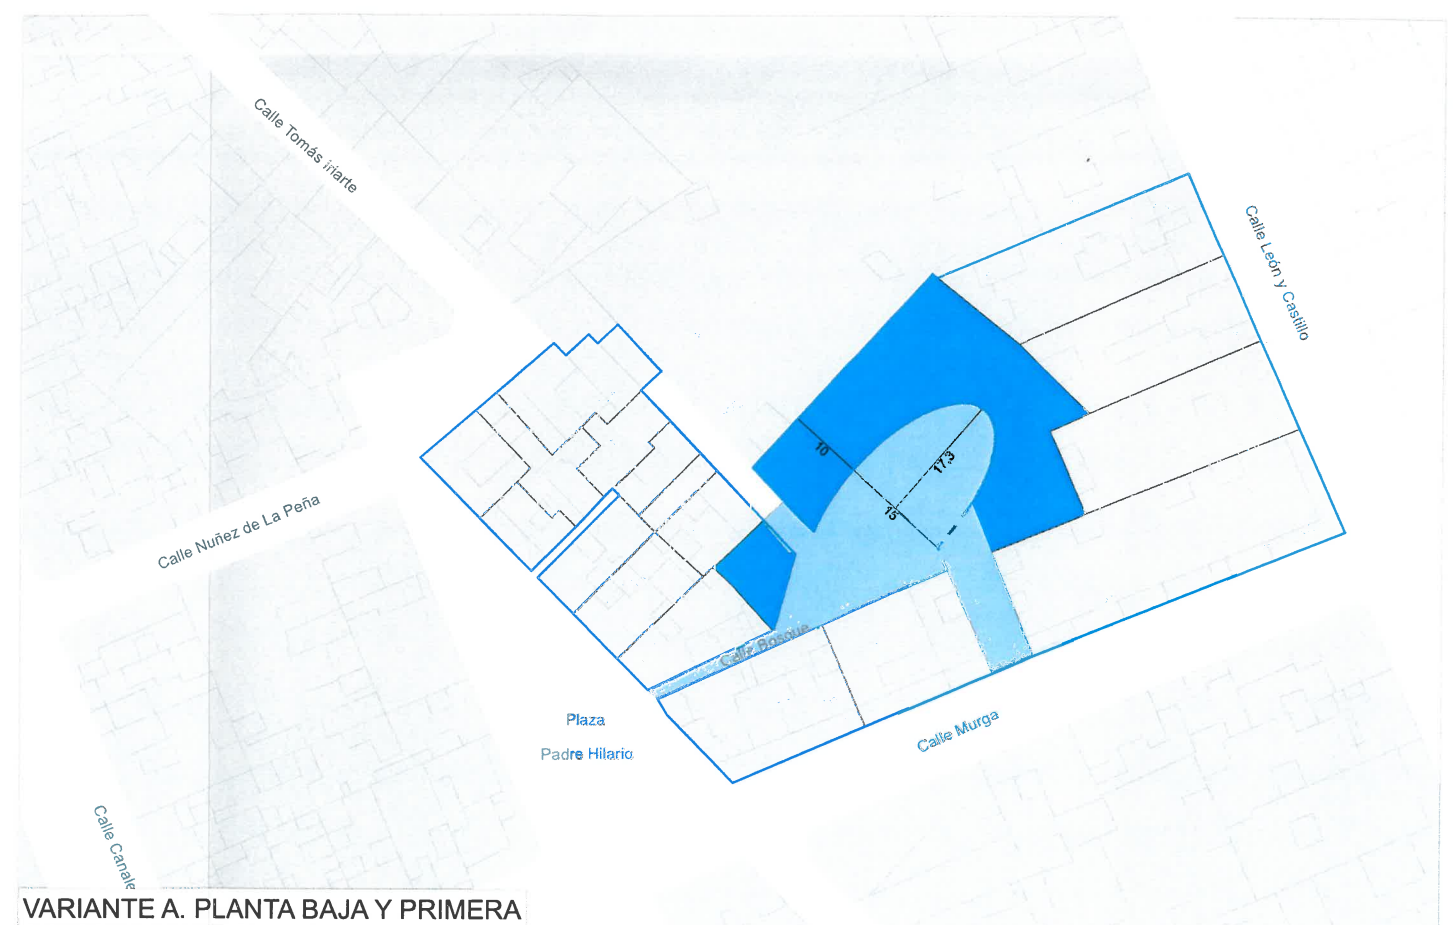 Calle Tomás Iriarte
Calle León y Castillo
10
17,3
15
Calle Nuñez de La Peña
Calle Bosque
Plaza
Padre Hilario
Calle Murga
Calle Canale
VARIANTE A. PLANTA BAJA Y PRIMERA